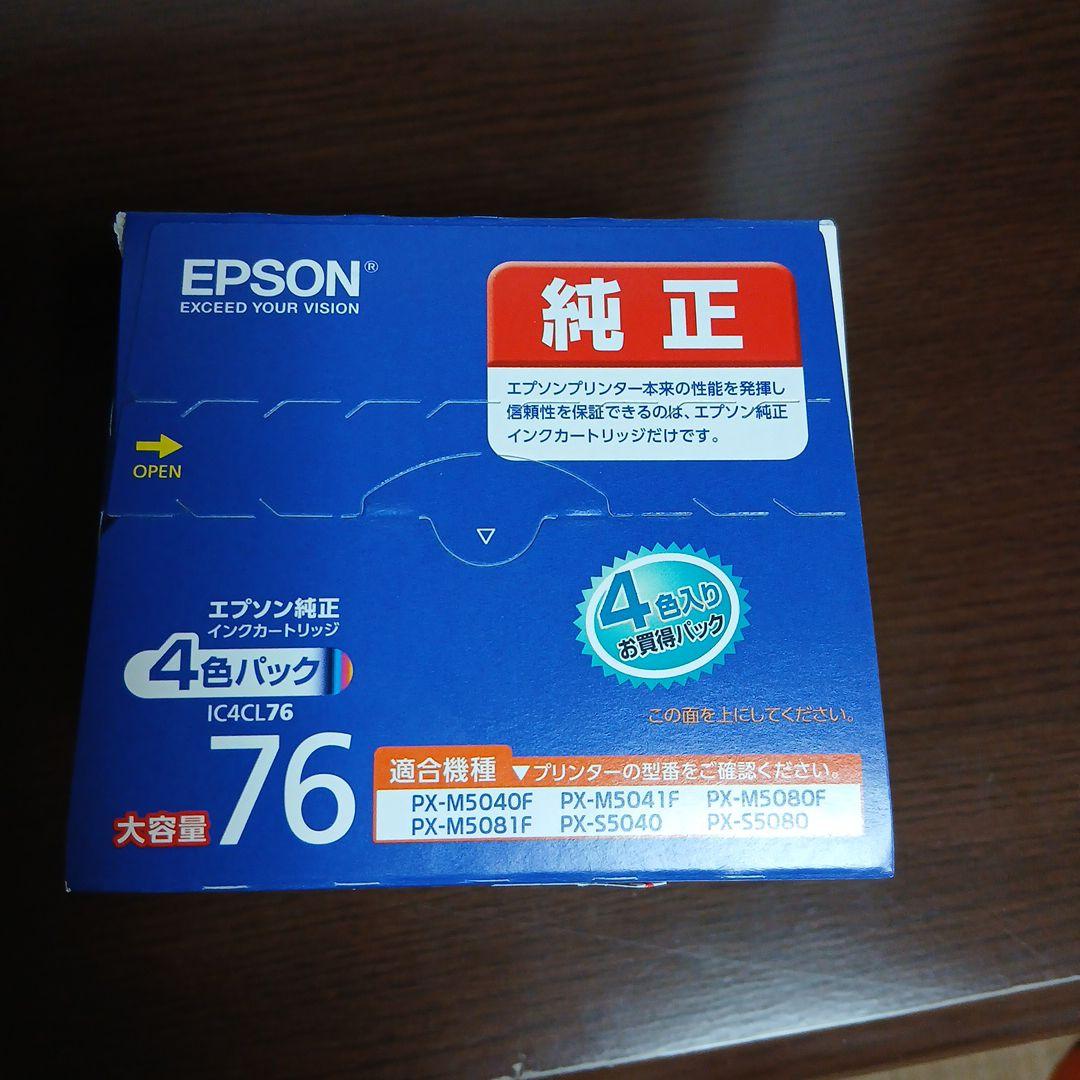 EPSON®
EXCEED YOUR VISION
純正
エプソンプリンター本来の性能を発揮し
信頼性を保証できるのは、エプソン純正
インクカートリッジだけです。
OPEN
エプソン純正
インクカートリッジ
4色パック
IC4CL76
大容量 76
4色入り
お買得パック
この面を上にしてください。
適合機種 ▼プリンターの型番をご確認ください。
PX-M5040F PX-M5041F PX-M5080F
PX-M5081F PX-S5040 PX-S5080